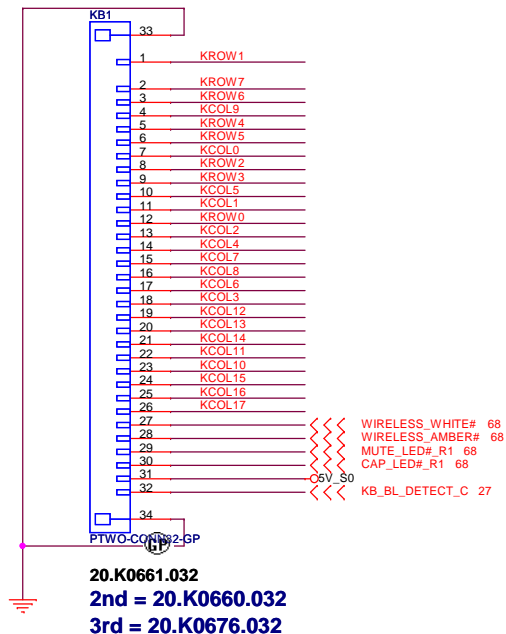 KB1
33
1 KROW1
2 KROW7
3 KROW6
4 KCOL9
5 KROW4
6 KROW5
7 KCOL0
8 KROW2
9 KROW3
10 KCOL5
11 KCOL1
12 KROW0
13 KCOL2
14 KCOL4
15 KCOL7
16 KCOL8
17 KCOL6
18 KCOL3
19 KCOL12
20 KCOL13
21 KCOL14
22 KCOL11
23 KCOL10
24 KCOL15
25 KCOL16
26 KCOL17
27 WIRELESS_WHITE# 68
28 WIRELESS_AMBER# 68
29 MUTE_LED#_R1 68
30 CAP_LED#_R1 68
31 5V_S0
32 KB_BL_DETECT_C 27
34
PTWO-CONN32-GP
GP
20.K0661.032
2nd = 20.K0660.032
3rd = 20.K0676.032